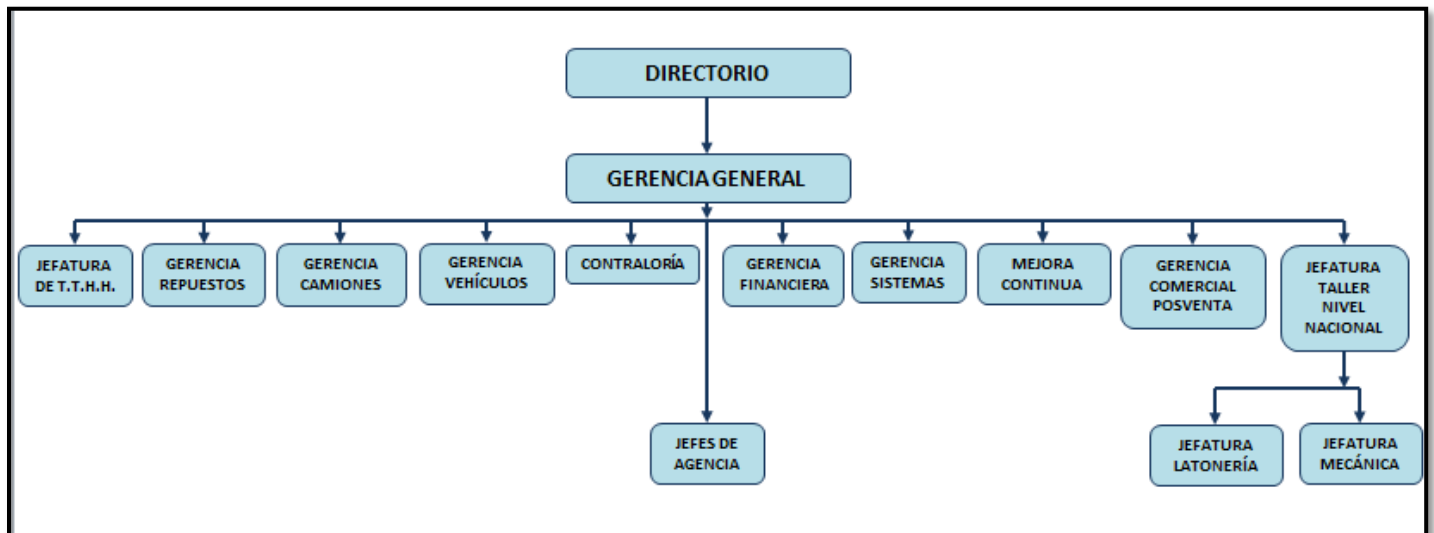 DIRECTORIO
GERENCIA GENERAL
JEFATURA
DE T.T.H.H.
GERENCIA
REPUESTOS
GERENCIA
CAMIONES
GERENCIA
VEHÍCULOS
CONTRALORÍA
GERENCIA
FINANCIERA
GERENCIA
SISTEMAS
MEJORA
CONTINUA
GERENCIA
COMERCIAL
POSVENTA
JEFATURA
TALLER
NIVEL
NACIONAL
JEFES DE
AGENCIA
JEFATURA
LATONERÍA
JEFATURA
MECÁNICA